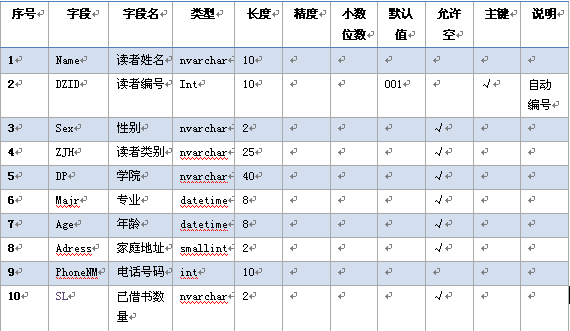 序号 字段 字段名 类型 长度 精度 小数位数 默认值 允许空 主键 说明
1 Name 读者姓名 nvarchar 10
2 DZID 读者编号 Int 10 001 √ 自动编号
3 Sex 性别 nvarchar 2 √
4 ZJH 读者类别 nvarchar 25 √
5 DP 学院 nvarchar 40 √
6 Majr 专业 datetime 8 √
7 Age 年龄 datetime 8 √
8 Adress 家庭地址 smallint 2 √
9 PhoneNM 电话号码 int 10
10 SL 已借书数量 nvarchar 2 √